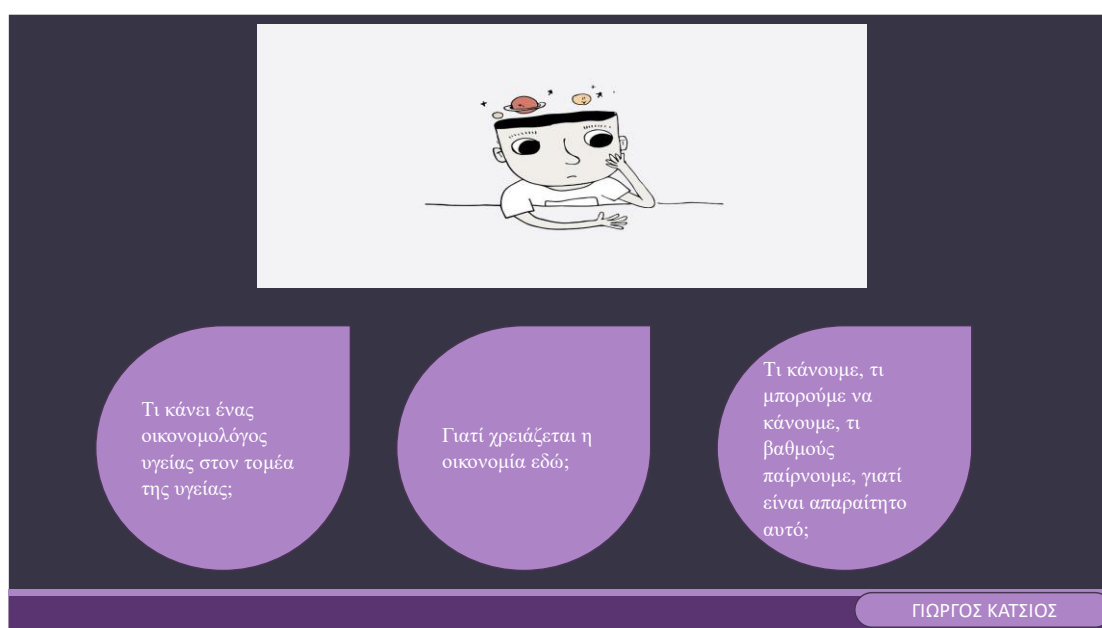 Τι κάνει ένας
οικονομολόγος
υγείας στον τομέα
της υγείας;
Γιατί χρειάζεται η
οικονομία εδώ;
Τι κάνουμε, τι
μπορούμε να
κάνουμε, τι
βαθμούς
παίρνουμε, γιατί
είναι απαραίτητο
αυτό;
ΓΙΩΡΓΟΣ ΚΑΤΣΙΟΣ